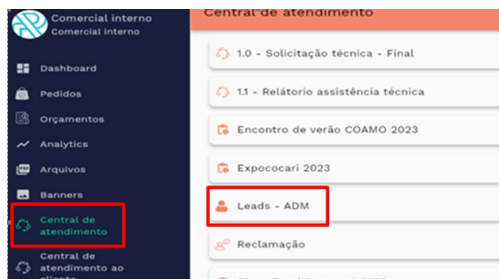 Comercial interno
Comercial interno
Dashboard
Pedidos
Orçamentos
Analytics
Arquivos
Banners
Central de
atendimento
Central de
atendimento ao
cliente
Central de atendimento
1.0 - Solicitação técnica - Final
1.1 - Relátorio assistência técnica
Encontro de verão COAMO 2023
Expococari 2023
Leads - ADM
Reclamação